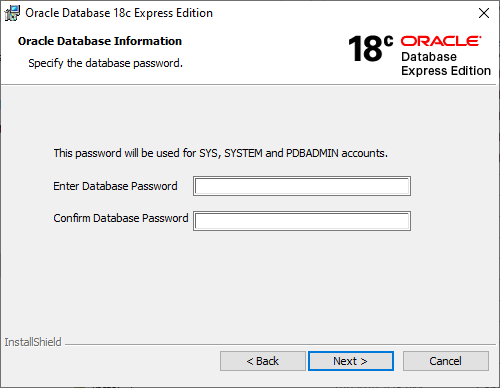 Oracle Database 18c Express Edition
Oracle Database Information
Specify the database password.
18c ORACLE
Database
Express Edition
This password will be used for SYS, SYSTEM and PDBADMIN accounts.
Enter Database Password
Confirm Database Password
InstallShield
< Back
Next >
Cancel